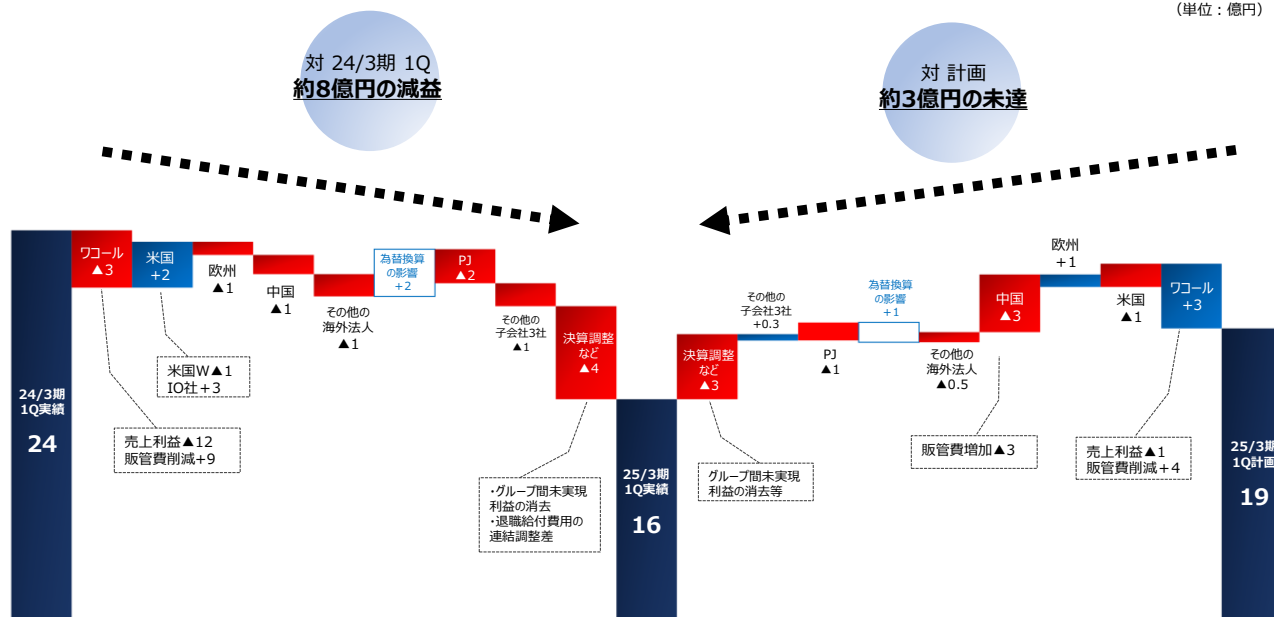 （単位：億円）
対 24/3期 1Q
約8億円の減益
対 計画
約3億円の未達
24/3期
1Q実績
24
ワコール
▲3
米国
+2
欧州
▲1
中国
▲1
その他の
海外法人
▲1
為替換算
の影響
+2
PJ
▲2
その他の
子会社3社
▲1
決算調整
など
▲4
米国W▲1
IO社＋3
売上利益▲12
販管費削減+9
・グループ間未実現
利益の消去
・退職給付費用の
連結調整差
25/3期
1Q実績
16
決算調整
など
▲3
その他の
子会社3社
+0.3
PJ
▲1
為替換算
の影響
+1
その他の
海外法人
▲0.5
中国
▲3
欧州
+1
米国
▲1
ワコール
+3
グループ間未実現
利益の消去等
販管費増加▲3
売上利益▲1
販管費削減+4
25/3期
1Q計画
19